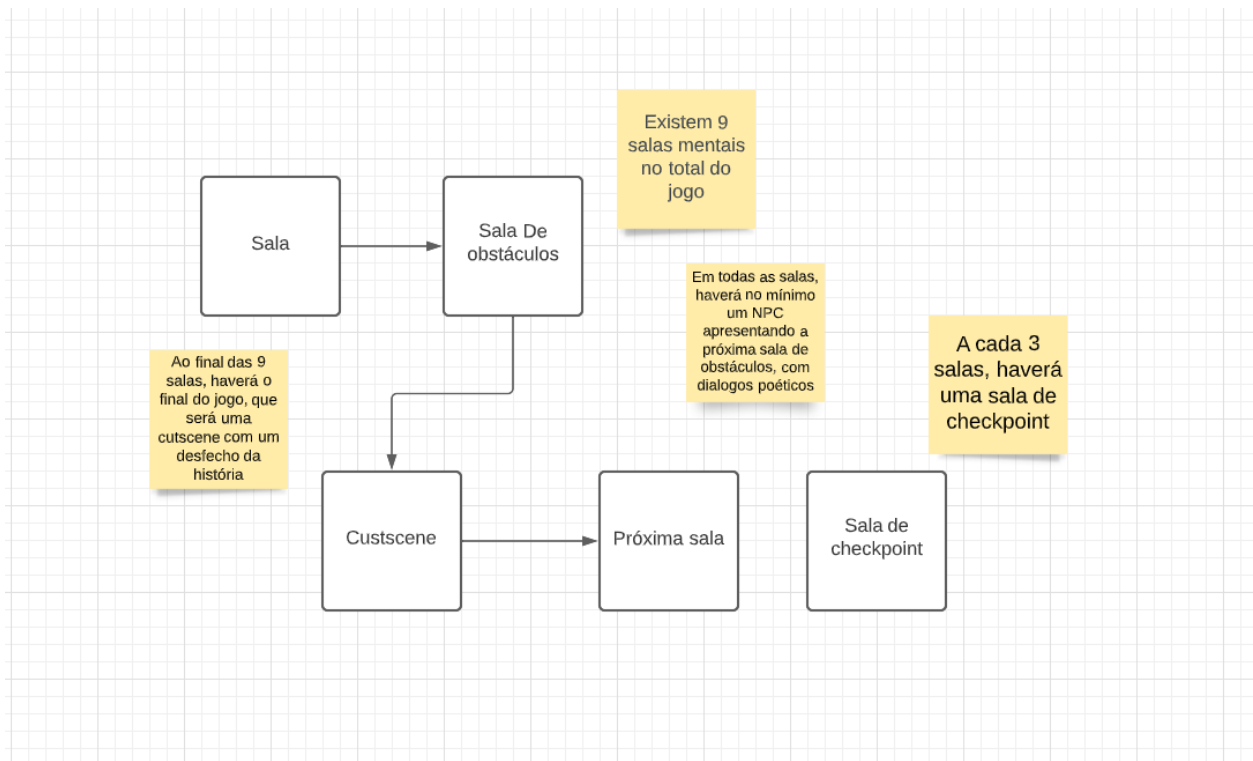 Existem 9
salas mentais
no total do
jogo
Sala
Sala De
obstáculos
Em todas as salas,
haverá no mínimo
um NPC
apresentando a
próxima sala de
obstáculos, com
dialogos poéticos
A cada 3
salas, haverá
uma sala de
checkpoint
Ao final das 9
salas, haverá o
final do jogo, que
será uma
cutscene com um
desfecho da
história
Custscene
Próxima sala
Sala de
checkpoint